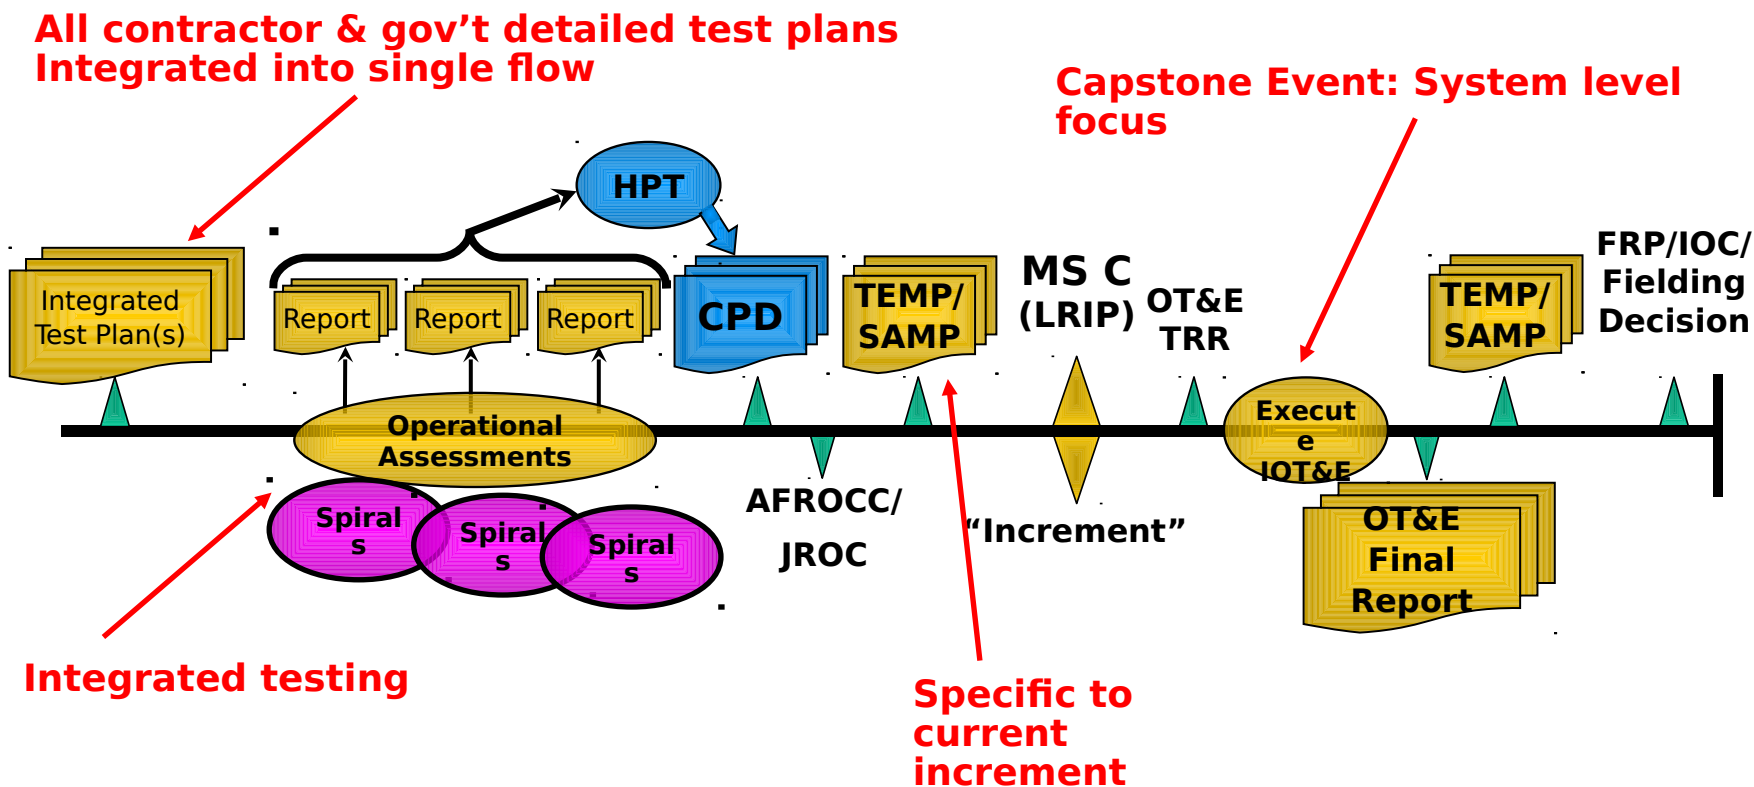 All contractor & gov’t detailed test plans
Integrated into single flow
Capstone Event: System level
focus
HPT
Integrated
Test Plan(s)
Report
Report
Report
CPD
TEMP/
SAMP
MS C
(LRIP)
OT&E
TRR
TEMP/
SAMP
FRP/IOC/
Fielding
Decision
Operational
Assessments
Execut
e
IOT&E
Spiral
s
Spiral
s
Spiral
s
AFROCC/
JROC
“Increment”
OT&E
Final
Report
Integrated testing
Specific to
current
increment